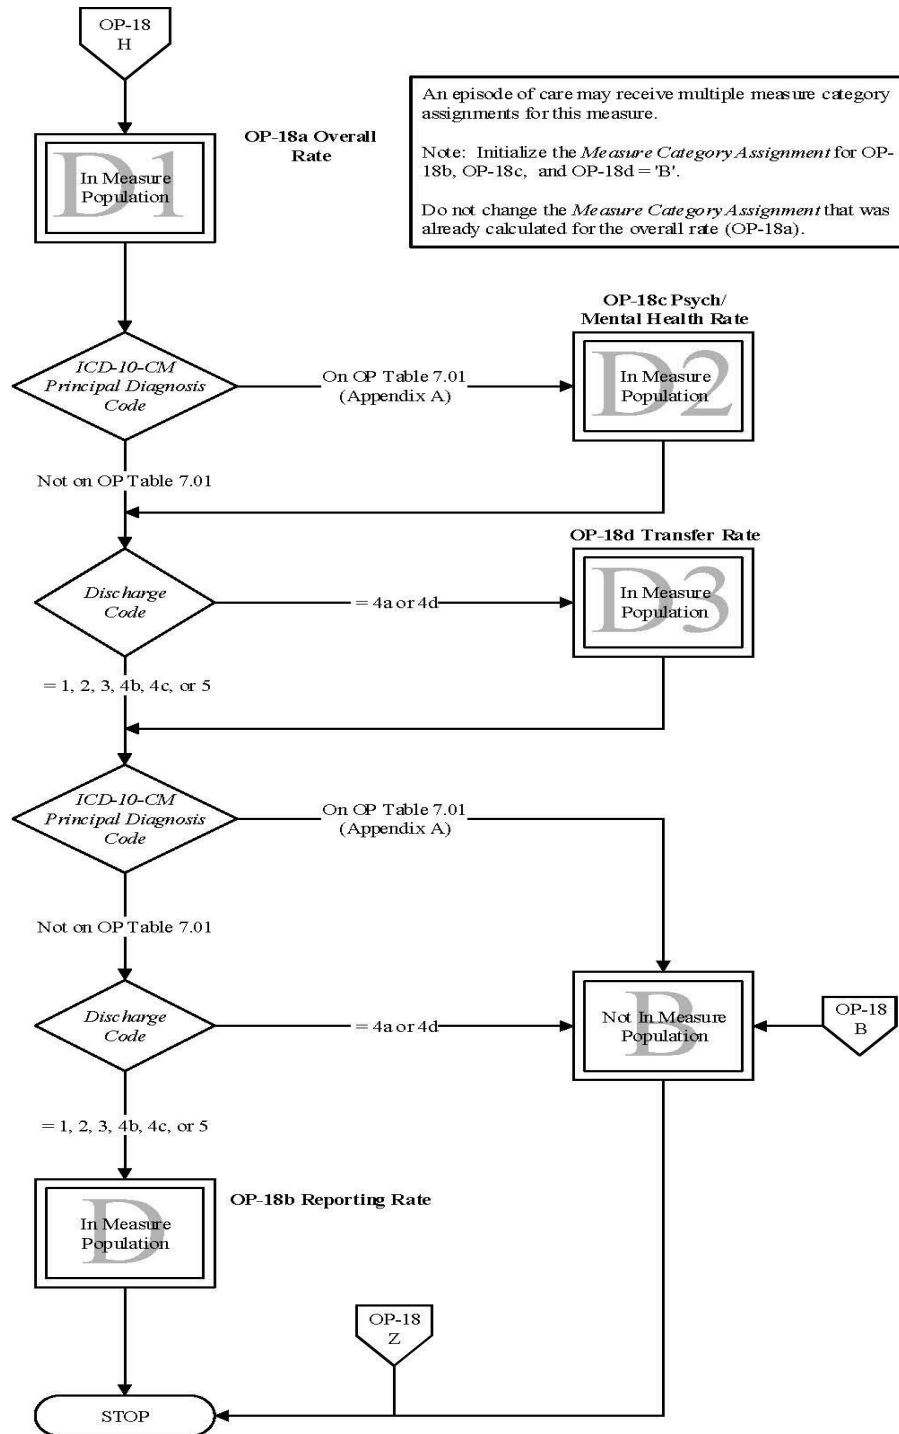 OP-18
H
An episode of care may receive multiple measure category
assignments for this measure.
Note: Initialize the Measure Category Assignment for OP-
18b, OP-18c, and OP-18d = 'B'.
Do not change the Measure Category Assignment that was
already calculated for the overall rate (OP-18a).
OP-18a Overall
Rate
D1
In Measure
Population
OP-18c Psych/
Mental Health Rate
ICD-10-CM
Principal Diagnosis
Code
On OP Table 7.01
(Appendix A)
D2
In Measure
Population
Not on OP Table 7.01
OP-18d Transfer Rate
Discharge
Code
= 4a or 4d
D3
In Measure
Population
= 1, 2, 3, 4b, 4c, or 5
ICD-10-CM
Principal Diagnosis
Code
On OP Table 7.01
(Appendix A)
Not on OP Table 7.01
Discharge
Code
= 4a or 4d
B
Not In Measure
Population
OP-18
B
= 1, 2, 3, 4b, 4c, or 5
OP-18b Reporting Rate
D
In Measure
Population
OP-18
Z
STOP